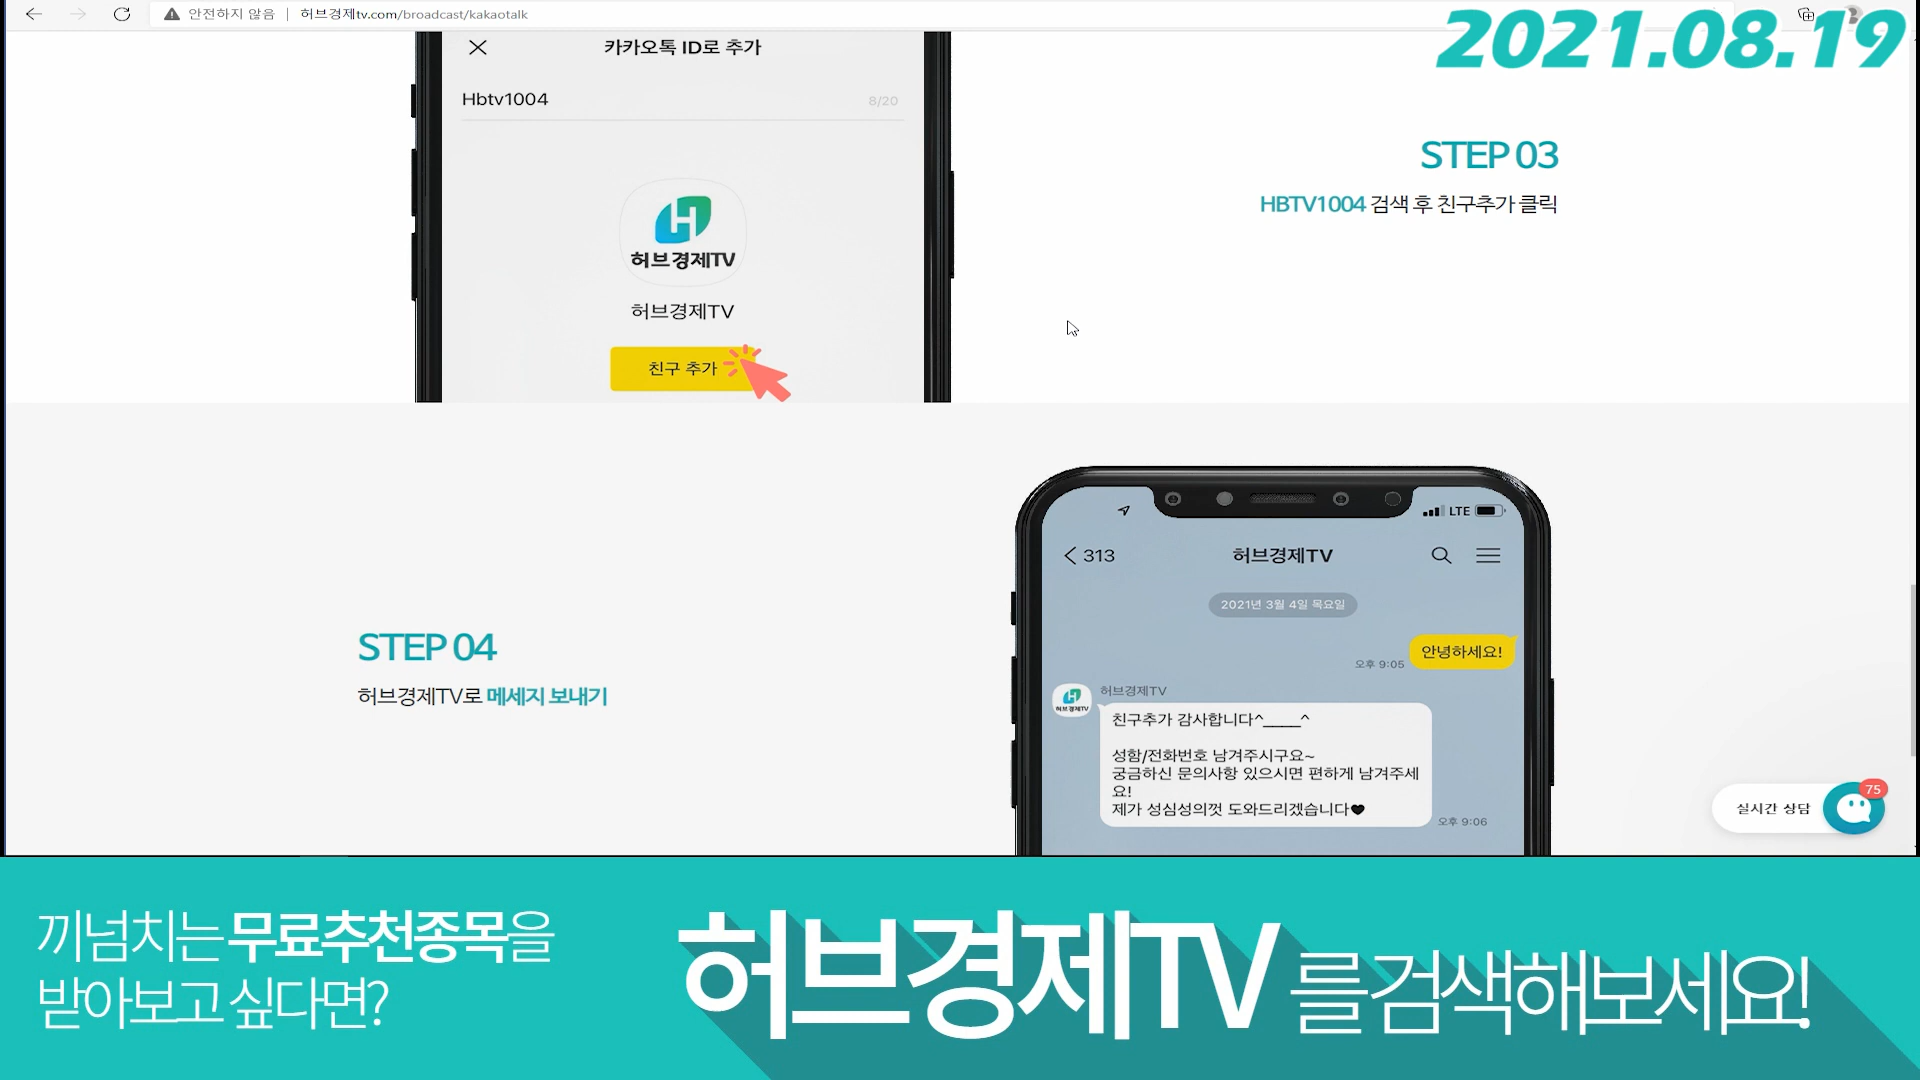 안전하지 않음 | 허브경제tv.com/broadcast/kakaotalk
2021.08.19
카카오톡 ID로 추가
Hbtv1004
8/20
허브경제TV
허브경제TV
친구 추가
STEP 03
HBTV1004 검색 후 친구추가 클릭
STEP 04
허브경제TV로 메세지 보내기
LTE
313
허브경제TV
2021년 3월 4일 목요일
안녕하세요!
오후 9:05
허브경제TV
허브경제TV
친구추가 감사합니다^____^
성함/전화번호 남겨주시구요~
궁금하신 문의사항 있으시면 편하게 남겨주세
요!
제가 성심성의껏 도와드리겠습니다♥
오후 9:06
실시간 상담
75
끼넘치는 무료추천종목을
받아보고 싶다면?
허브경제TV를 검색해보세요!